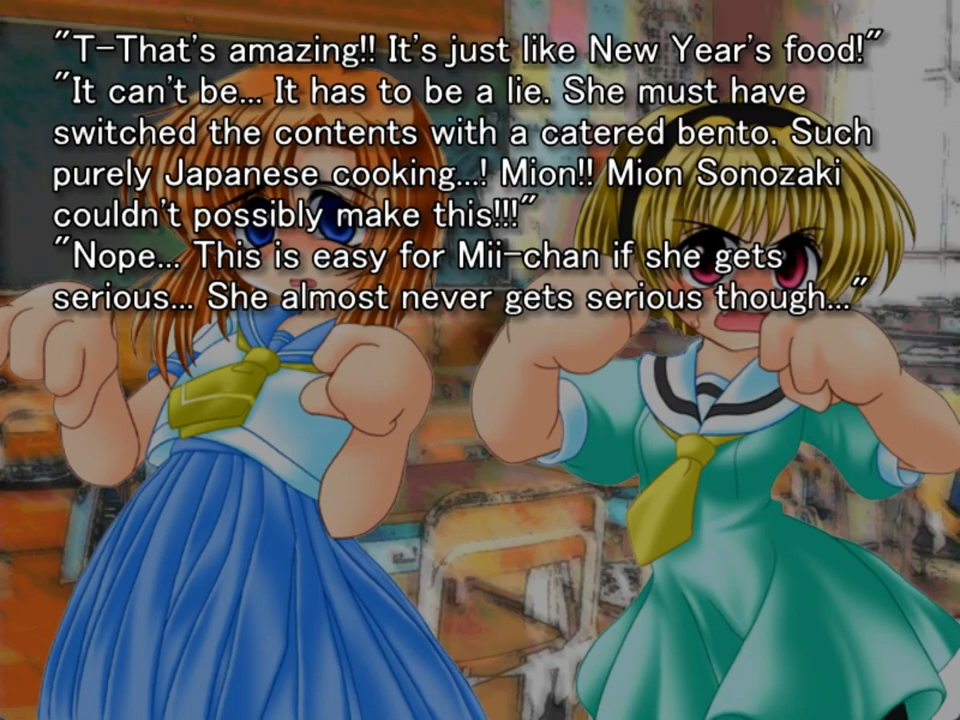 "T-That's amazing!! It's just like New Year's food!"
"It can't be... It has to be a lie. She must have
switched the contents with a catered bento. Such
purely Japanese cooking...! Mion!! Mion Sonozaki
couldn't possibly make this!!!"
"Nope... This is easy for Mii-chan if she gets
serious... She almost never gets serious though..."